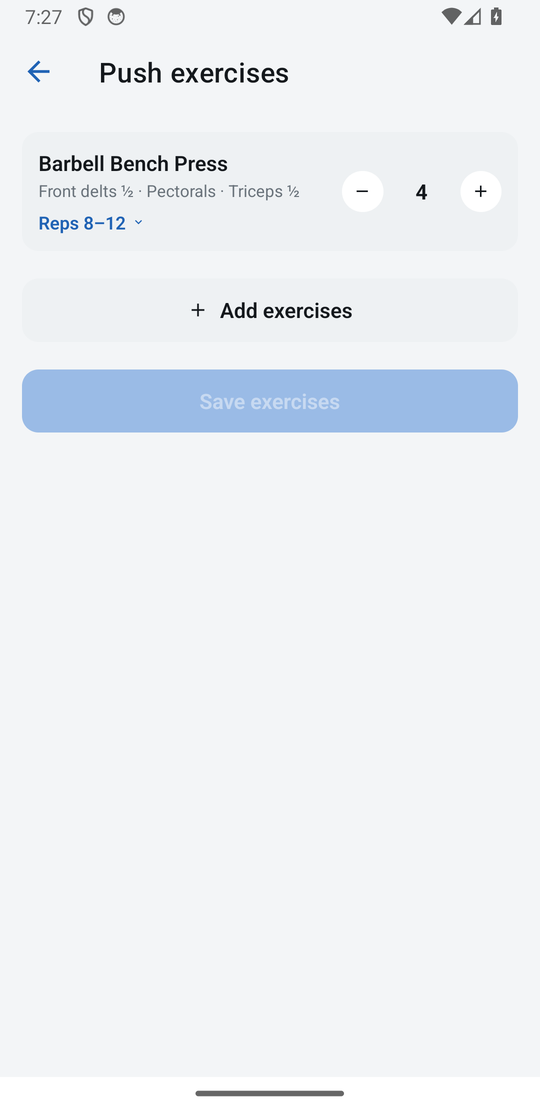 7:27
Push exercises
Barbell Bench Press
Front delts ½ · Pectorals · Triceps ½
Reps 8–12
− 4 +
+ Add exercises
Save exercises